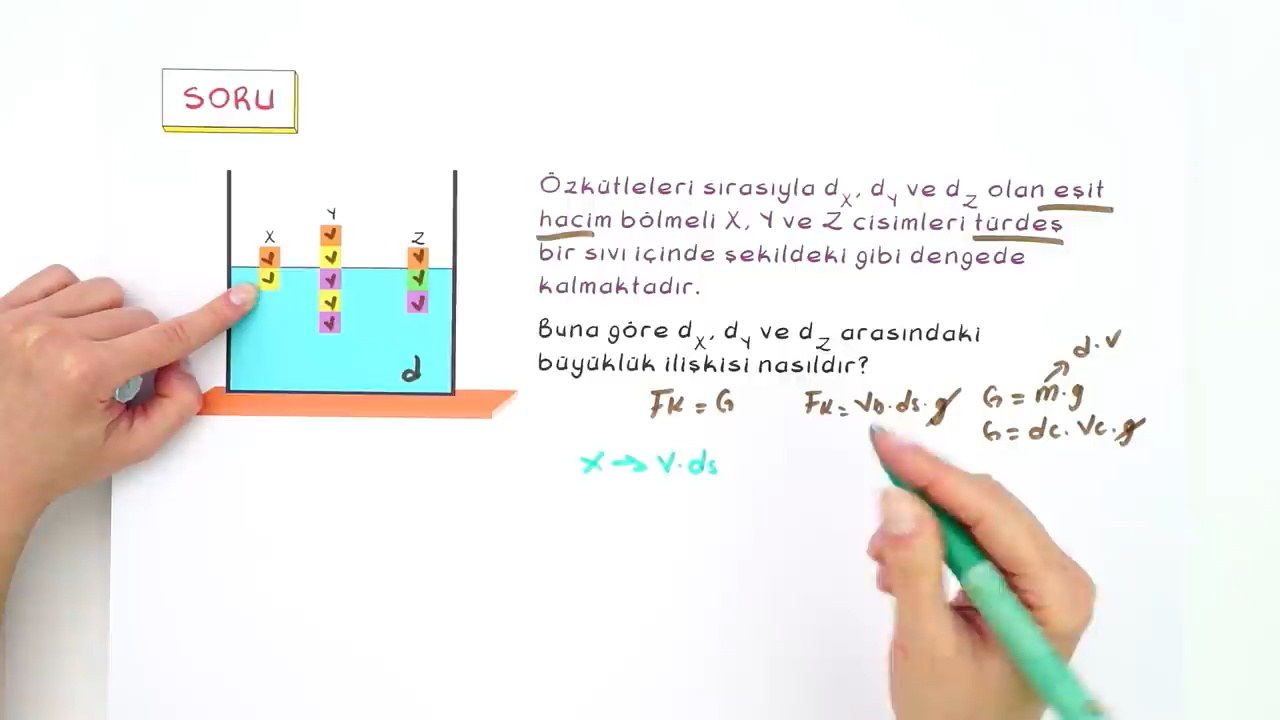 SORU
X
Y
Z
d
Özkütleleri sırasıyla dX, dY ve dZ olan eşit
hacim bölmeli X, Y ve Z cisimleri türdeş
bir sıvı içinde şekildeki gibi dengede
kalmaktadır.
Buna göre dX, dY ve dZ arasındaki
büyüklük ilişkisi nasıldır?
d.v
FK = G
FK = Vb.ds.g
G = m.g
G = dc.Vc.g
X → V.ds